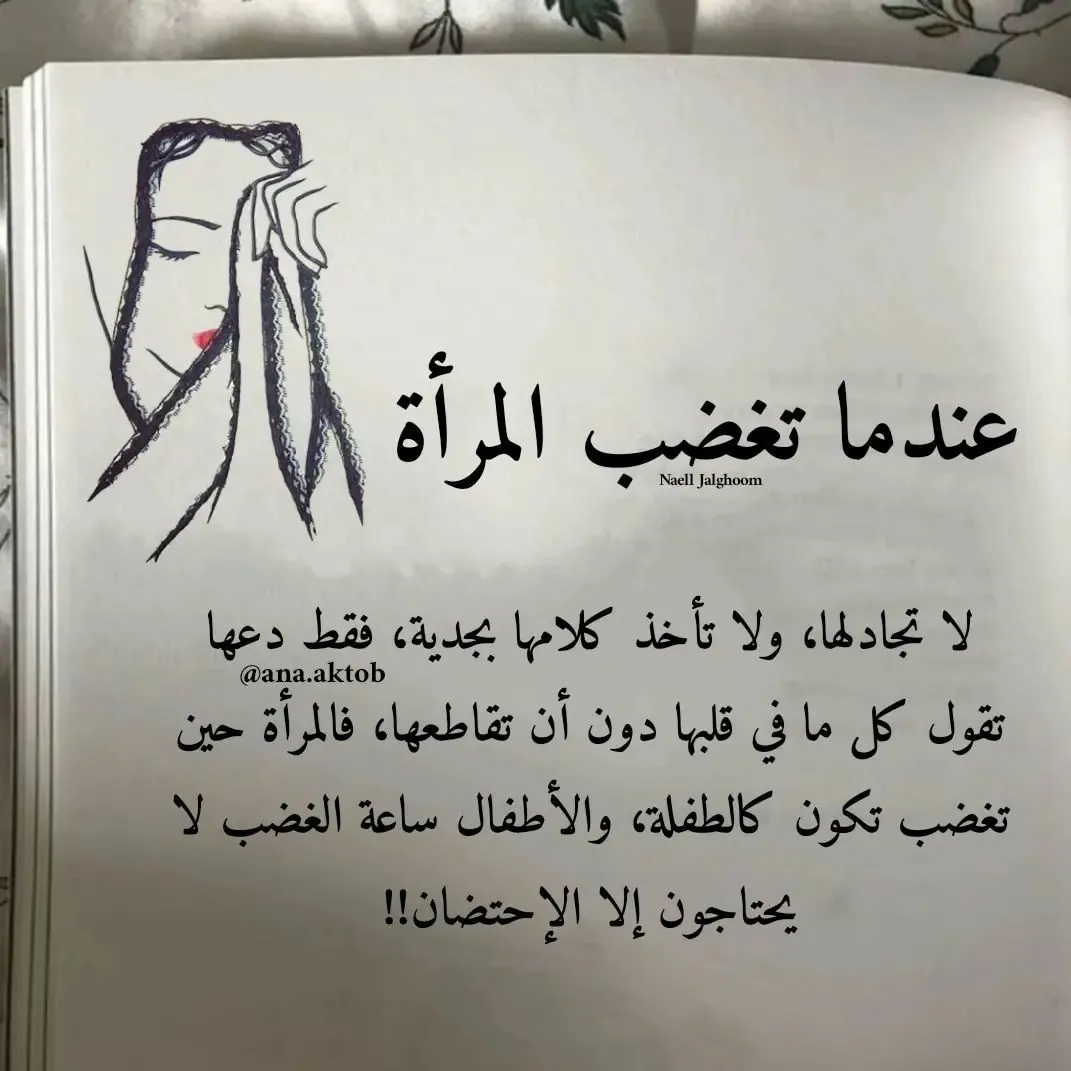 عندما تغضب المرأة
Naell Jalghoom
لا تجادلها، ولا تأخذ كلامها بجدية، فقط دعها
@ana.aktob
تقول كل ما في قلبها دون أن تقاطعها، فالمرأة حين
تغضب تكون كالطفلة، والأطفال ساعة الغضب لا
يحتاجون إلا الإحتضان!!